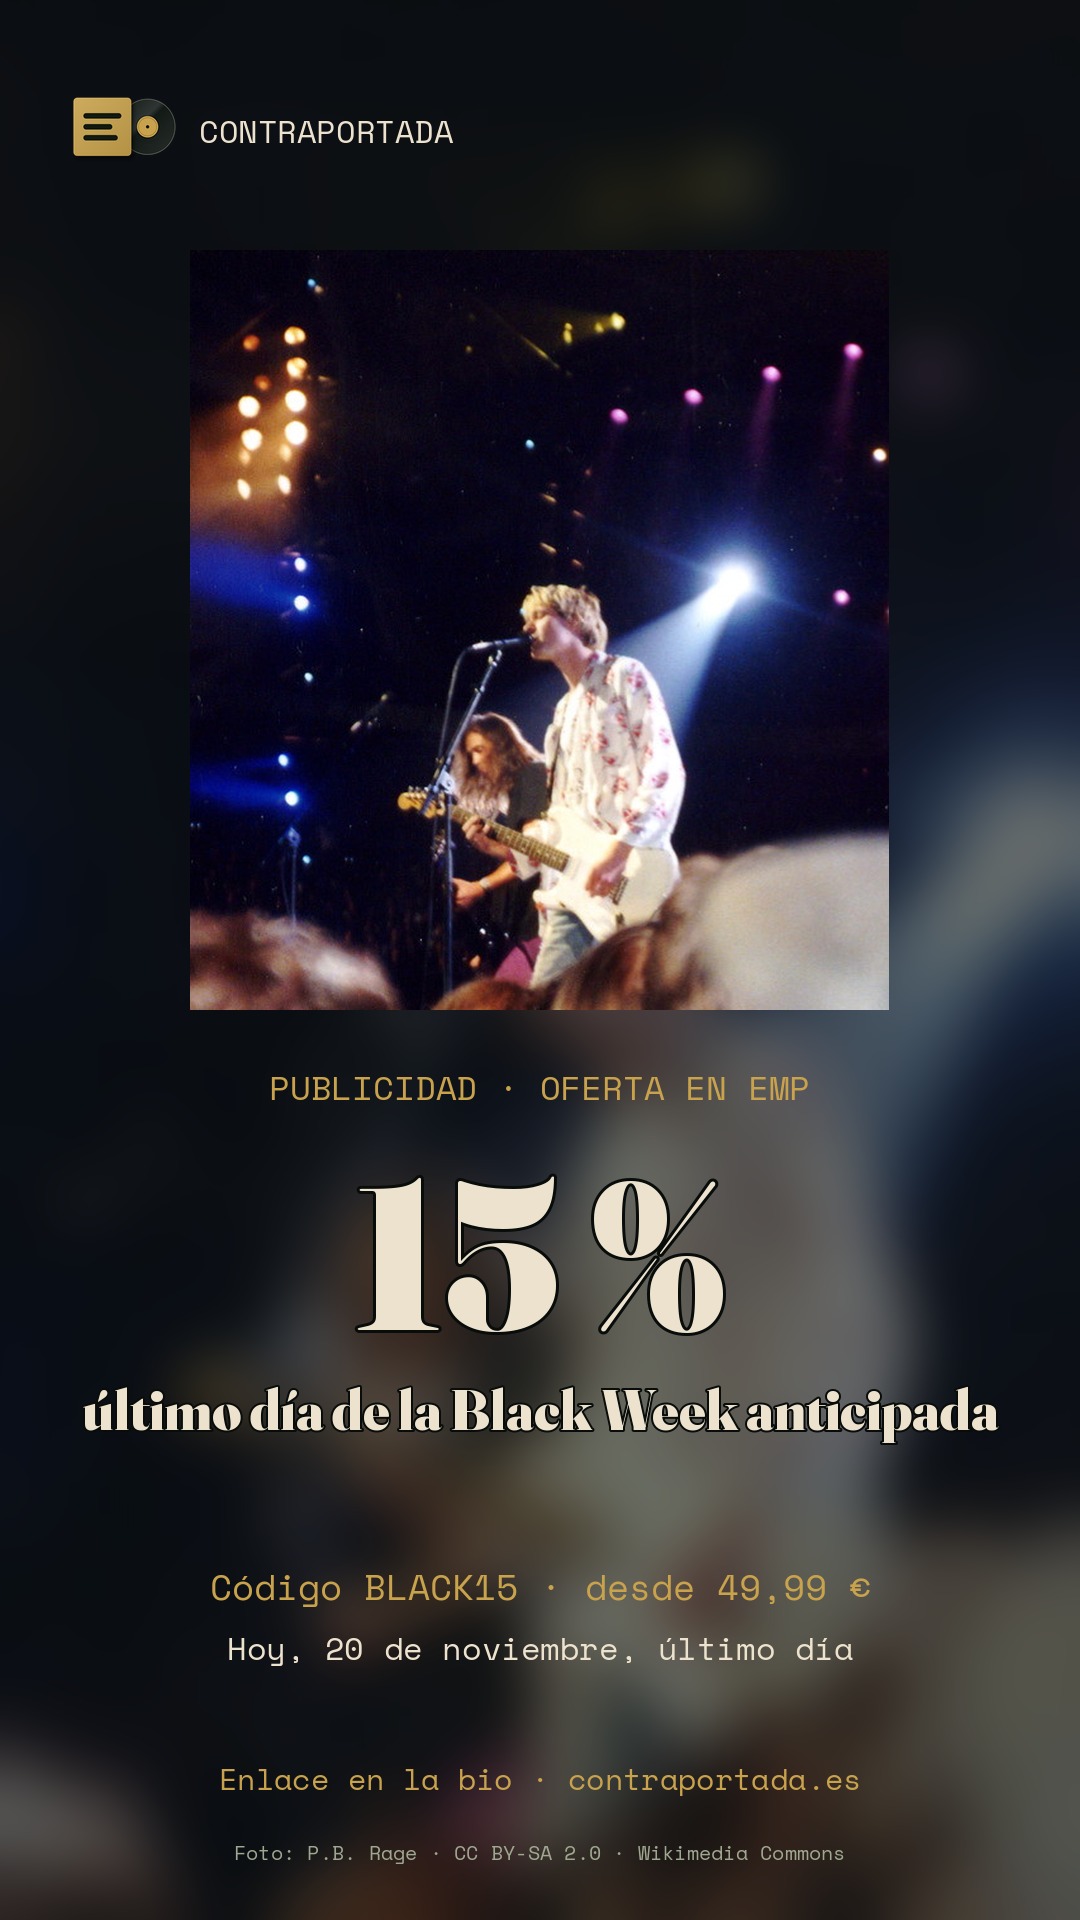 CONTRAPORTADA
PUBLICIDAD · OFERTA EN EMP
15 %
último día de la Black Week anticipada
Código BLACK15 · desde 49,99 €
Hoy, 20 de noviembre, último día
Enlace en la bio · contraportada.es
Foto: P.B. Rage · CC BY-SA 2.0 · Wikimedia Commons